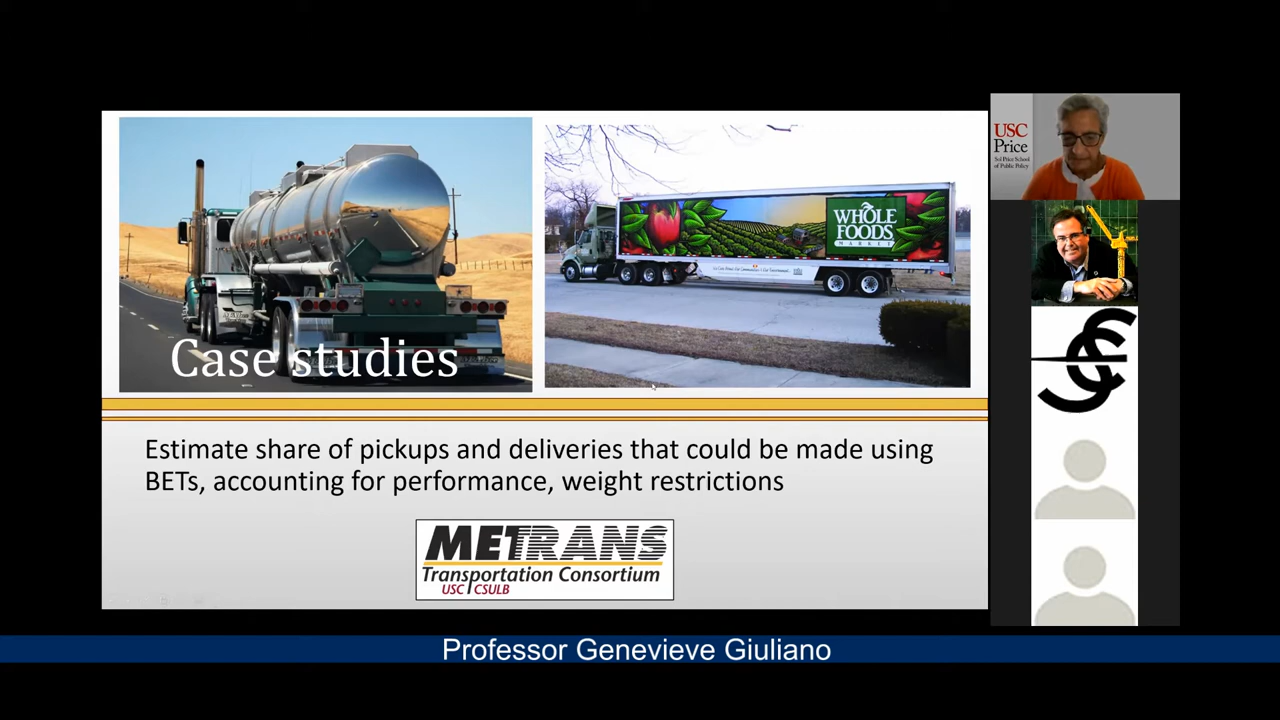 Case studies
WHOLE
FOODS
MARKET
Estimate share of pickups and deliveries that could be made using
BETs, accounting for performance, weight restrictions
METRANS
Transportation Consortium
USC CSULB
USC
Price
Sol Price School
of Public Policy
Professor Genevieve Giuliano